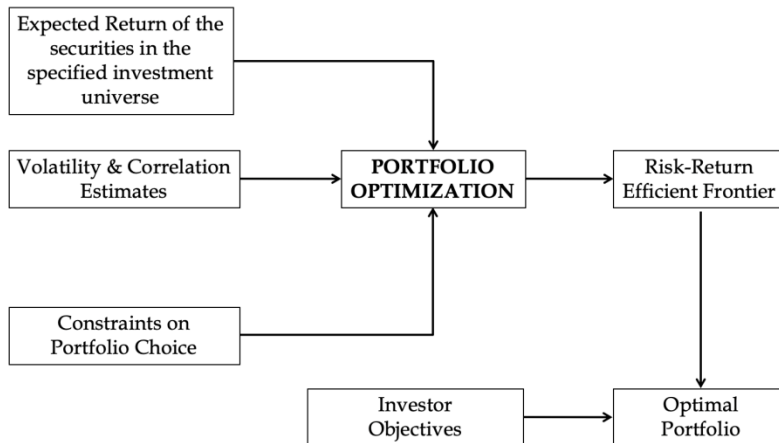 Expected Return of the
securities in the
specified investment
universe
Volatility & Correlation
Estimates
PORTFOLIO
OPTIMIZATION
Risk-Return
Efficient Frontier
Constraints on
Portfolio Choice
Investor
Objectives
Optimal
Portfolio